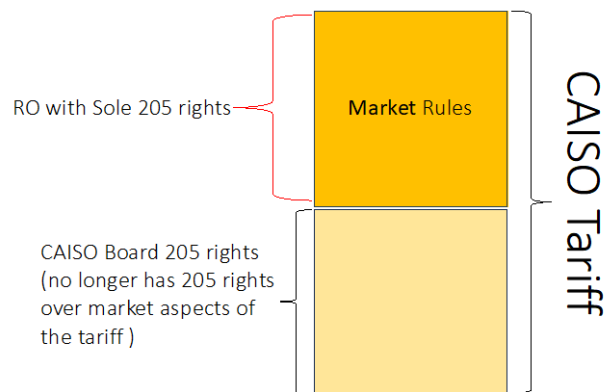 RO with Sole 205 rights
Market Rules
CAISO Board 205 rights
(no longer has 205 rights
over market aspects of
the tariff )
CAISO Tariff